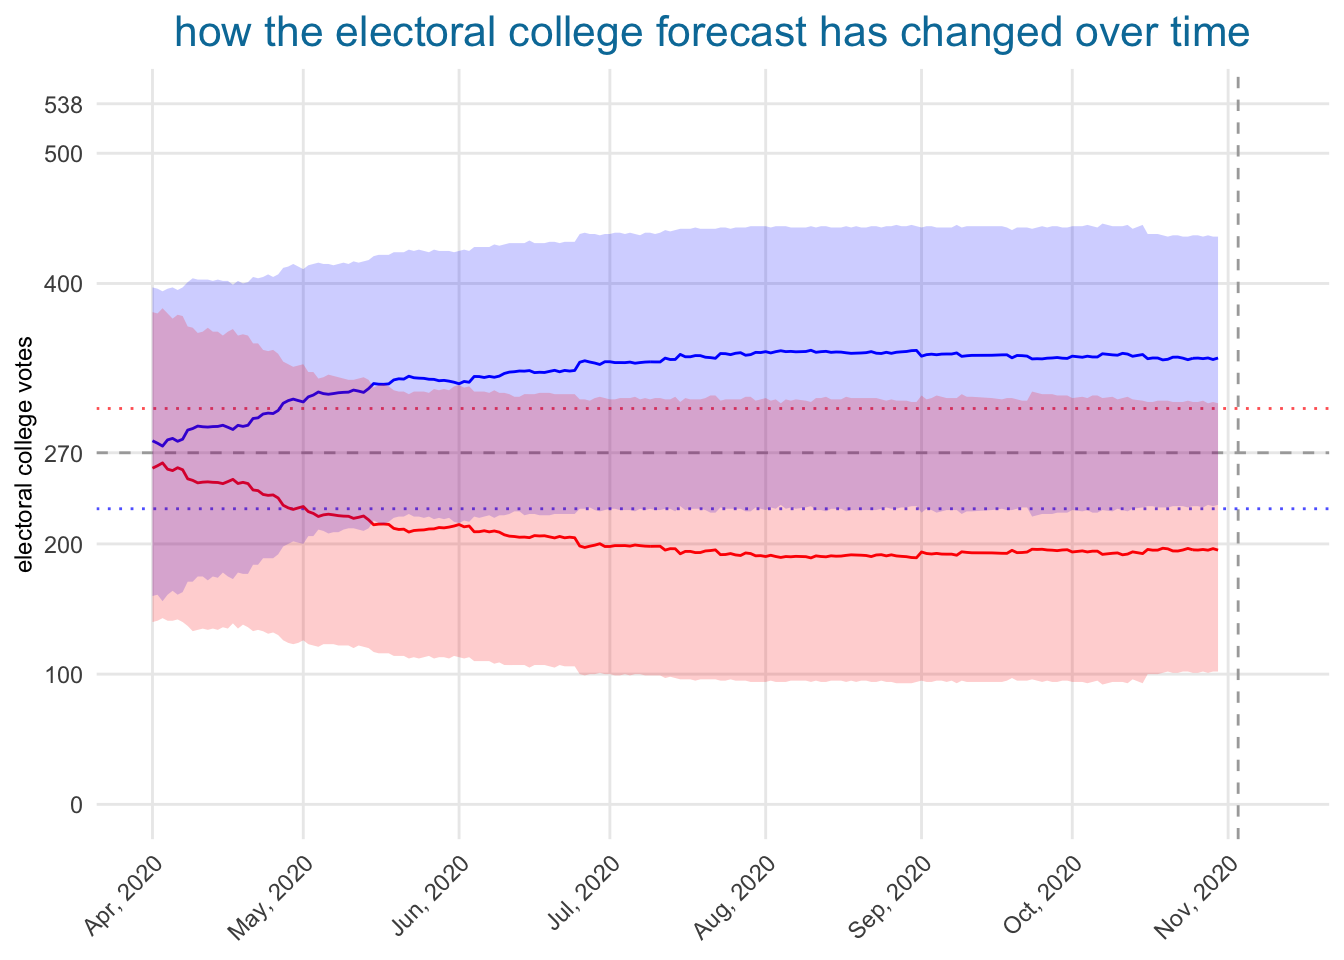 how the electoral college forecast has changed over time
electoral college votes
538
500
400
270
200
100
0
Apr, 2020
May, 2020
Jun, 2020
Jul, 2020
Aug, 2020
Sep, 2020
Oct, 2020
Nov, 2020